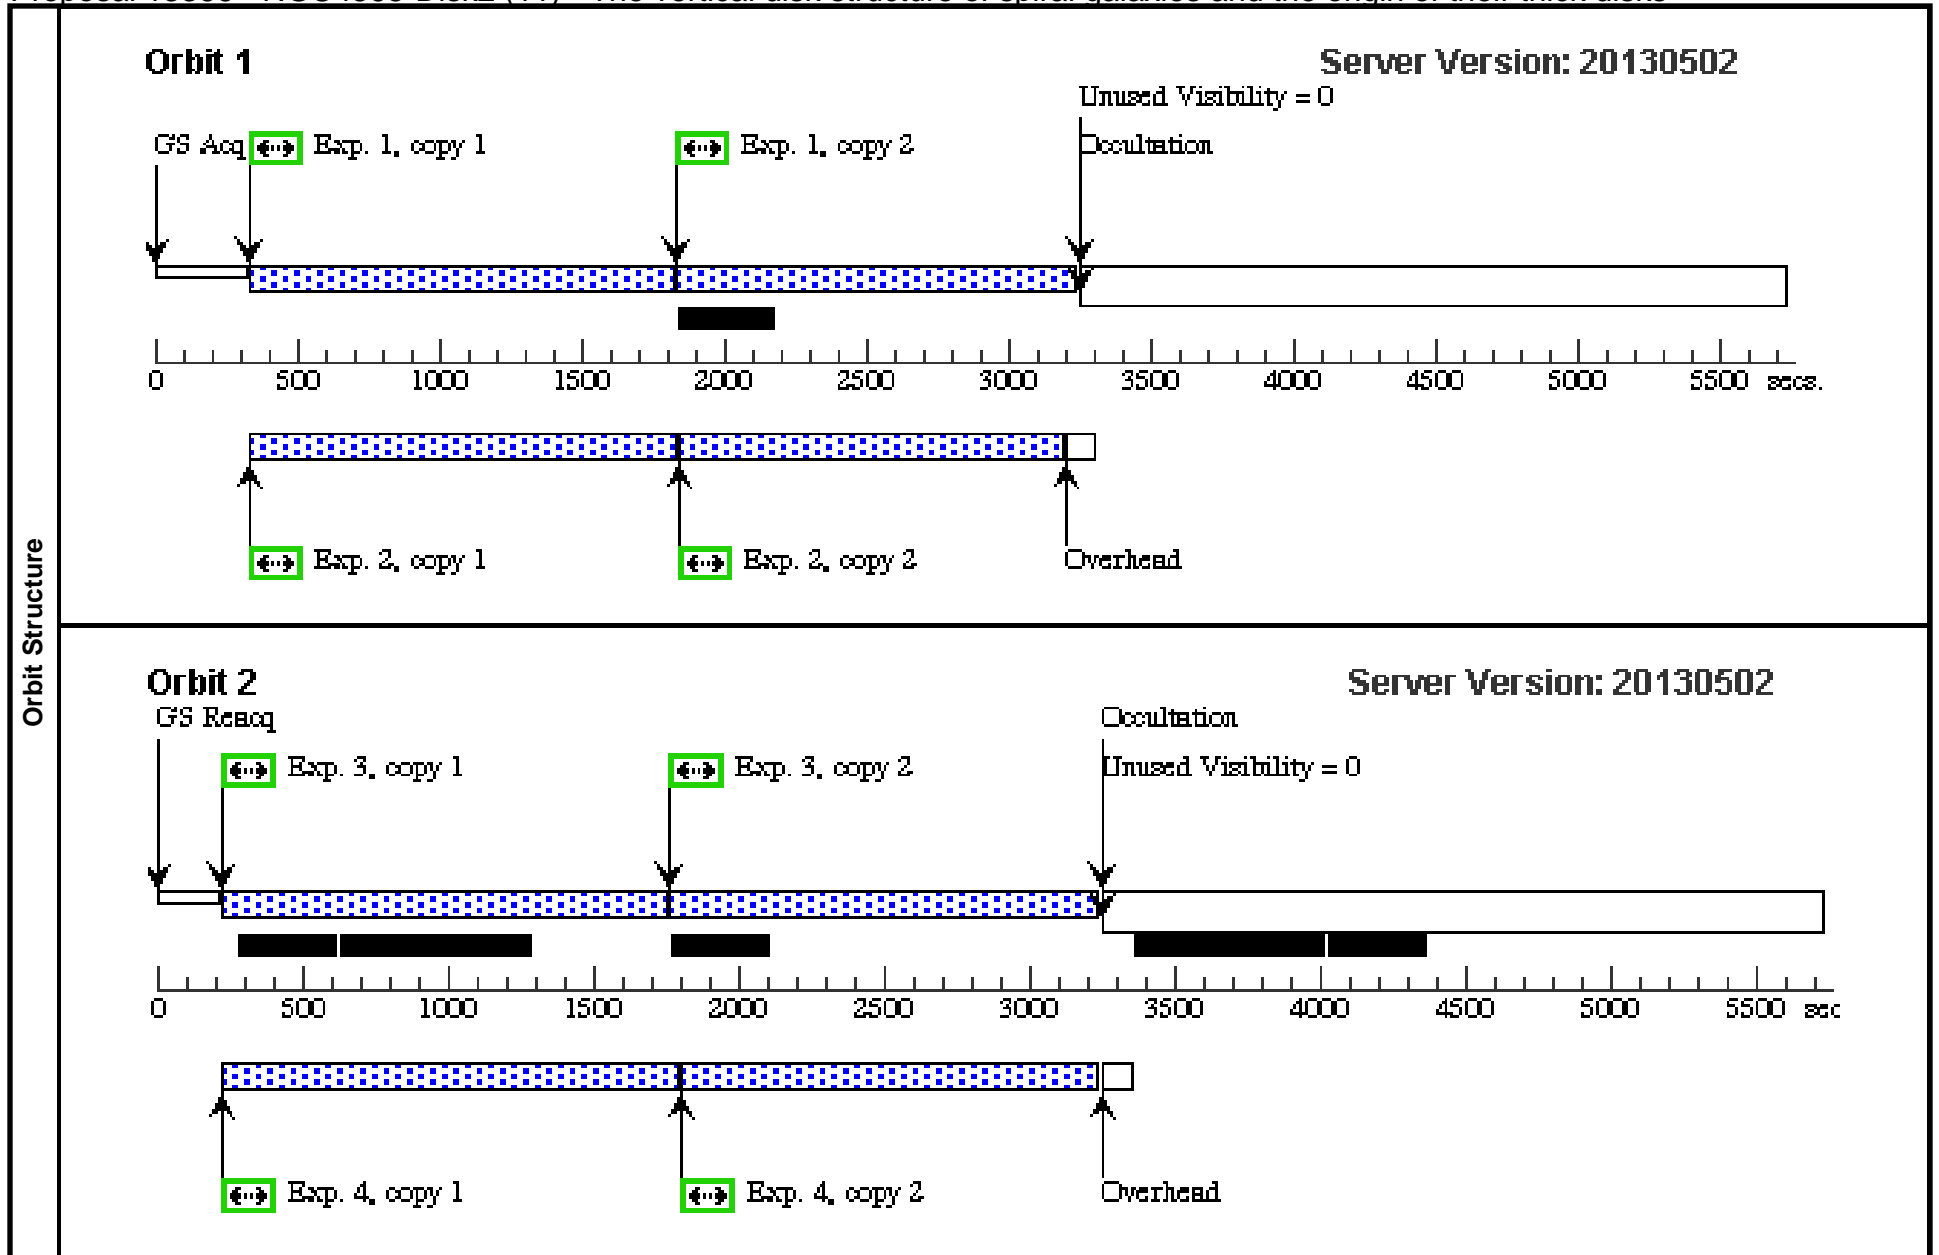 Orbit Structure
Orbit 1
Server Version: 20130502
Unused Visibility = 0
GS Acq
Exp. 1, copy 1
Exp. 1, copy 2
Occultation
0 500 1000 1500 2000 2500 3000 3500 4000 4500 5000 5500 secs.
Exp. 2, copy 1
Exp. 2, copy 2
Overhead
Orbit 2
Server Version: 20130502
GS Reacq
Occultation
Exp. 3, copy 1
Exp. 3, copy 2
Unused Visibility = 0
0 500 1000 1500 2000 2500 3000 3500 4000 4500 5000 5500 sec
Exp. 4, copy 1
Exp. 4, copy 2
Overhead